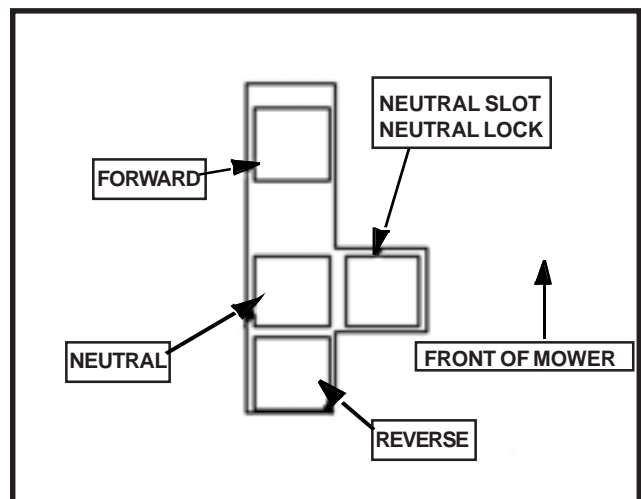 NEUTRAL SLOT
NEUTRAL LOCK
FORWARD
NEUTRAL
FRONT OF MOWER
REVERSE